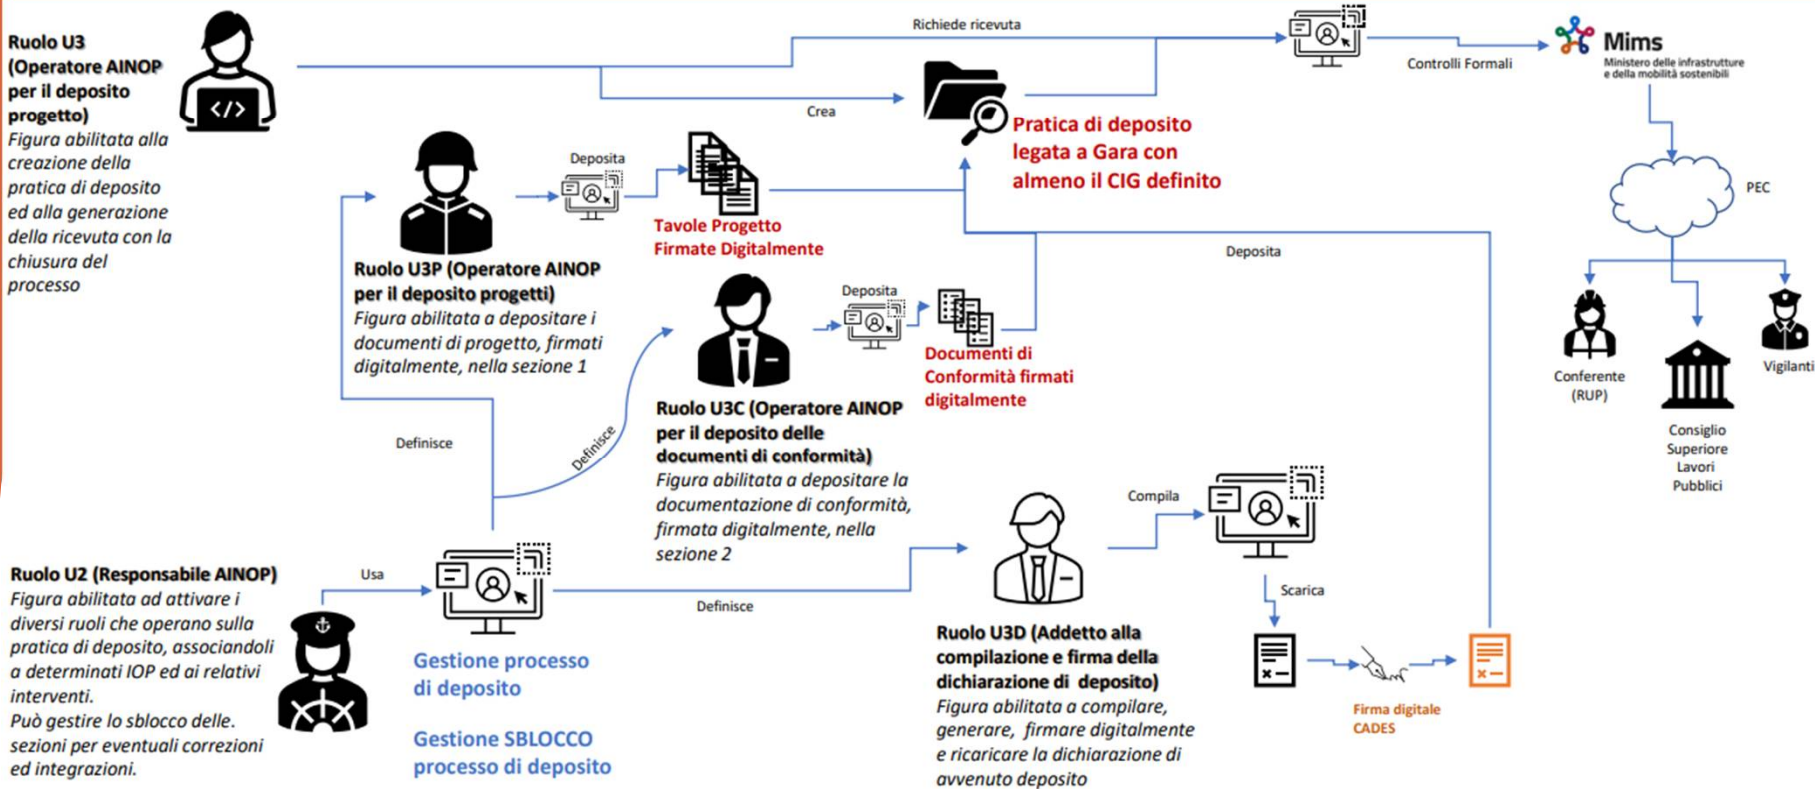 Richiede ricevuta
Ruolo U3
(Operatore AINOP
per il deposito
progetto)
Figura abilitata alla
creazione della
pratica di deposito
ed alla generazione
della ricevuta con la
chiusura del
processo
</>
Crea
Controlli Formali
Mims
Ministero delle infrastrutture
e della mobilità sostenibili
Pratica di deposito
legata a Gara con
almeno il CIG definito
Deposita
Tavole Progetto
Firmate Digitalmente
PEC
Deposita
Ruolo U3P (Operatore AINOP
per il deposito progetti)
Figura abilitata a depositare i
documenti di progetto, firmati
digitalmente, nella sezione 1
Deposita
Documenti di
Conformità firmati
digitalmente
Conferente
(RUP)
Vigilanti
Consiglio
Superiore
Lavori
Pubblici
Definisce
Definisce
Ruolo U3C (Operatore AINOP
per il deposito delle
documenti di conformità)
Figura abilitata a depositare la
documentazione di conformità,
firmata digitalmente, nella
sezione 2
Compila
Ruolo U2 (Responsabile AINOP)
Figura abilitata ad attivare i
diversi ruoli che operano sulla
pratica di deposito, associandoli
a determinati IOP ed ai relativi
interventi.
Può gestire lo sblocco delle.
sezioni per eventuali correzioni
ed integrazioni.
Usa
Definisce
Gestione processo
di deposito
Gestione SBLOCCO
processo di deposito
Scarica
Ruolo U3D (Addetto alla
compilazione e firma della
dichiarazione di deposito)
Figura abilitata a compilare,
generare, firmare digitalmente
e ricaricare la dichiarazione di
avvenuto deposito
Firma digitale
CADES